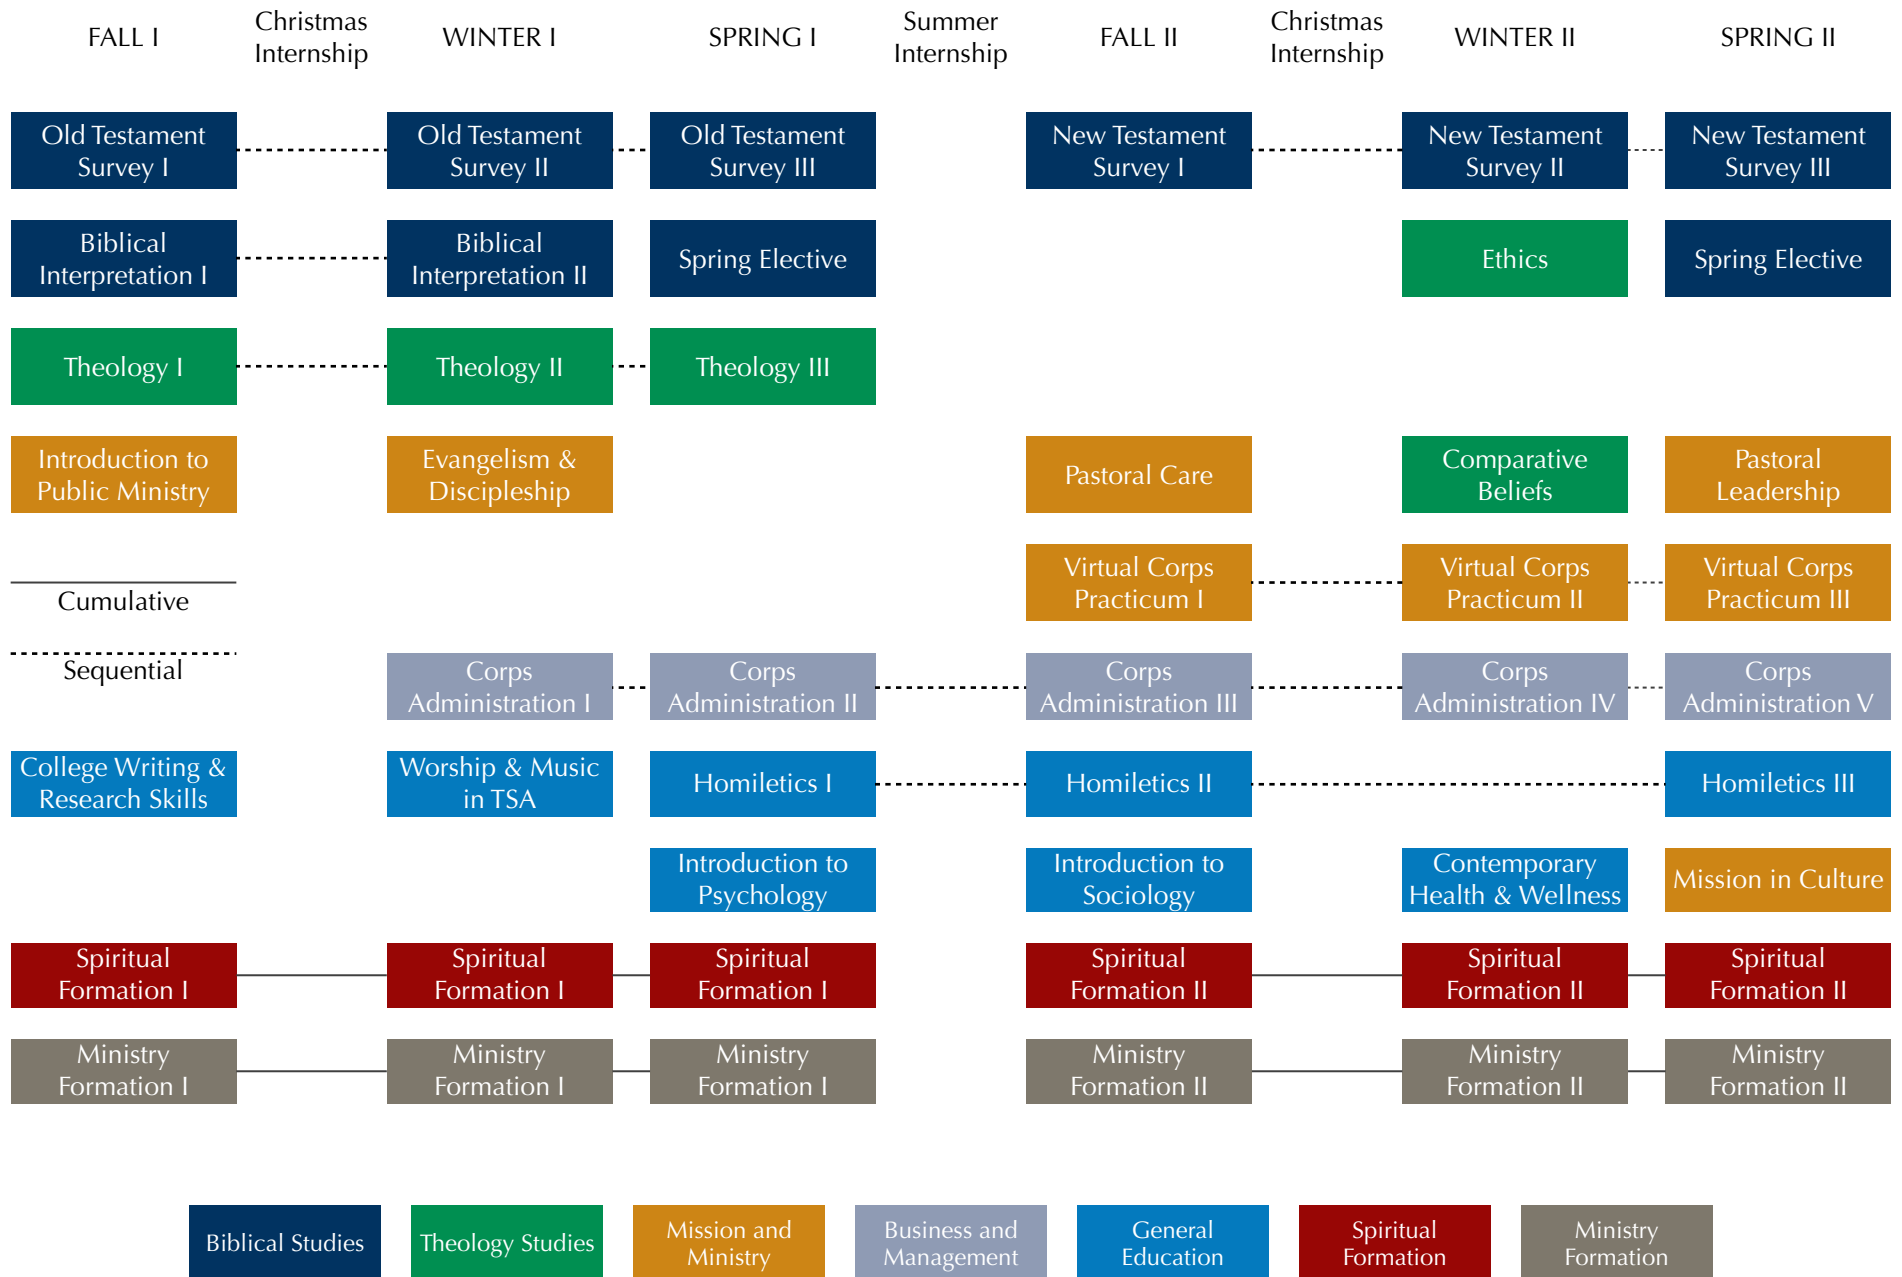 FALL I
Christmas
Internship
WINTER I
SPRING I
Summer
Internship
FALL II
Christmas
Internship
WINTER II
SPRING II
Old Testament
Survey I
Old Testament
Survey II
Old Testament
Survey III
New Testament
Survey I
New Testament
Survey II
New Testament
Survey III
Biblical
Interpretation I
Biblical
Interpretation II
Spring Elective
Ethics
Spring Elective
Theology I
Theology II
Theology III
Introduction to
Public Ministry
Evangelism &
Discipleship
Pastoral Care
Comparative
Beliefs
Pastoral
Leadership
Cumulative
Virtual Corps
Practicum I
Virtual Corps
Practicum II
Virtual Corps
Practicum III
Sequential
Corps
Administration I
Corps
Administration II
Corps
Administration III
Corps
Administration IV
Corps
Administration V
College Writing &
Research Skills
Worship & Music
in TSA
Homiletics I
Homiletics II
Homiletics III
Introduction to
Psychology
Introduction to
Sociology
Contemporary
Health & Wellness
Mission in Culture
Spiritual
Formation I
Spiritual
Formation I
Spiritual
Formation I
Spiritual
Formation II
Spiritual
Formation II
Spiritual
Formation II
Ministry
Formation I
Ministry
Formation I
Ministry
Formation I
Ministry
Formation II
Ministry
Formation II
Ministry
Formation II
Biblical Studies
Theology Studies
Mission and
Ministry
Business and
Management
General
Education
Spiritual
Formation
Ministry
Formation